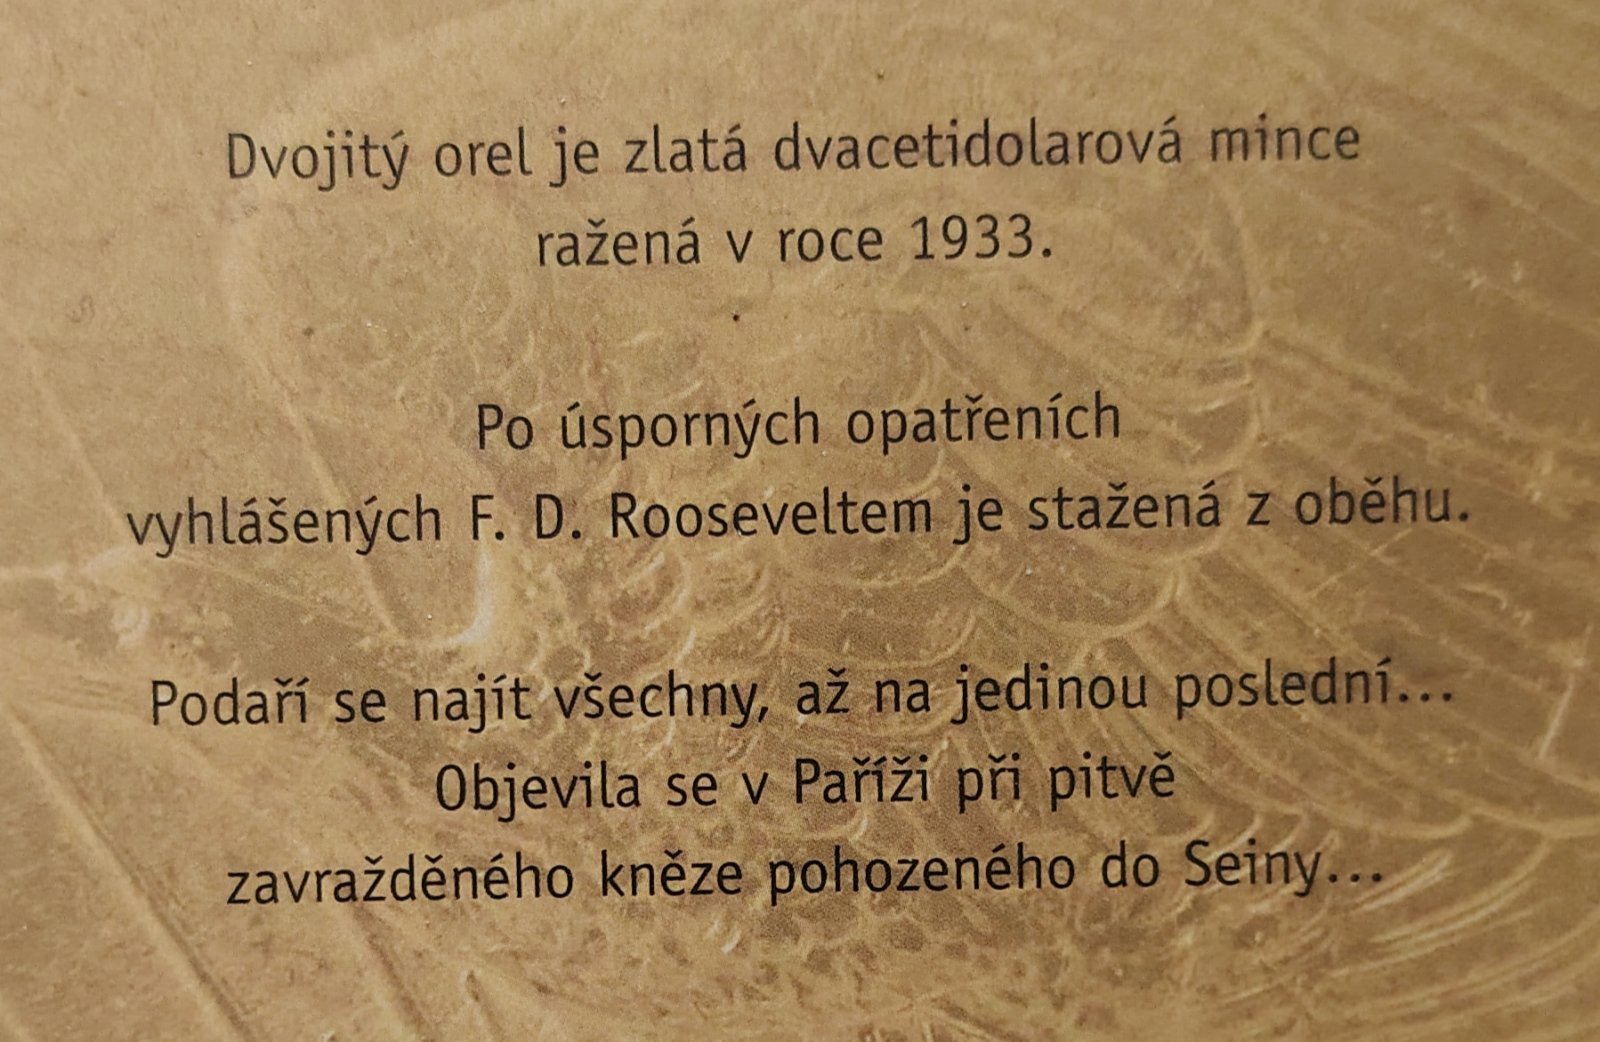 Dvojitý orel je zlatá dvacetidolarová mince
ražená v roce 1933.
Po úsporných opatřeních
vyhlášených F. D. Rooseveltem je stažená z oběhu.
Podaří se najít všechny, až na jedinou poslední...
Objevila se v Paříži při pitvě
zavražděného kněze pohozeného do Seiny...